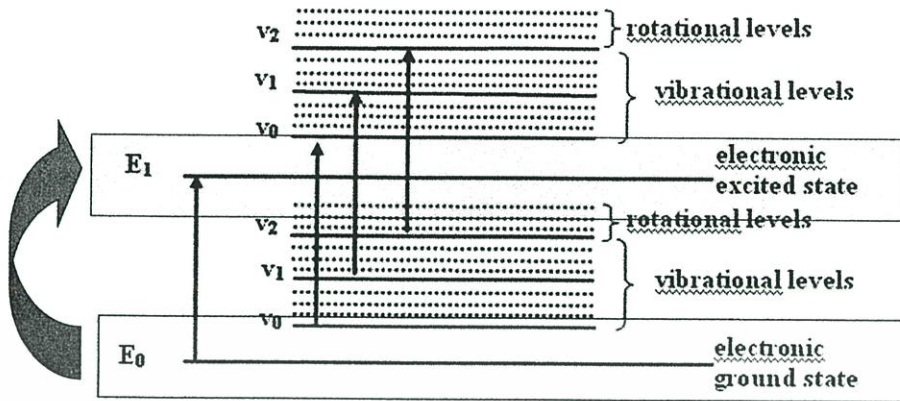 v2
rotational levels
v1
vibrational levels
v0
E1
electronic
excited state
v2
rotational levels
v1
vibrational levels
v0
E0
electronic
ground state